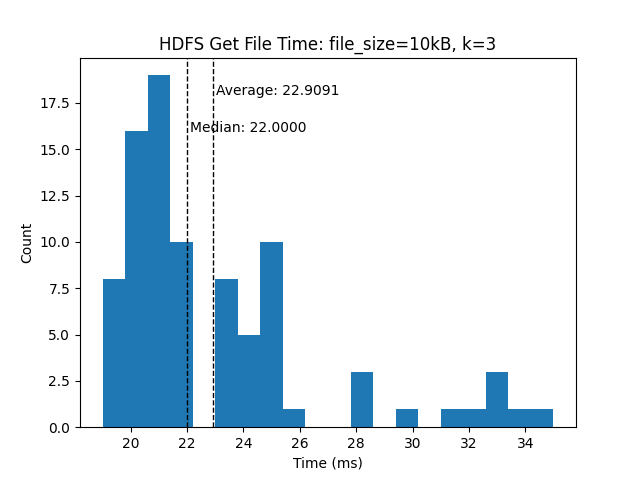 HDFS Get File Time: file_size=10kB, k=3
Average: 22.9091
Median: 22.0000
17.5
15.0
12.5
10.0
7.5
5.0
2.5
0.0
Count
20 22 24 26 28 30 32 34
Time (ms)